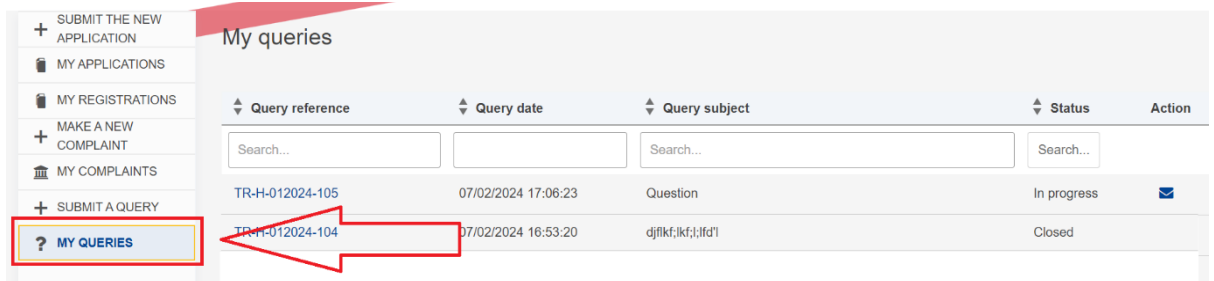 SUBMIT THE NEW
APPLICATION
MY APPLICATIONS
MY REGISTRATIONS
MAKE A NEW
COMPLAINT
MY COMPLAINTS
SUBMIT A QUERY
? MY QUERIES
My queries
Query reference Query date Query subject Status Action
Search... Search... Search...
TR-H-012024-105 07/02/2024 17:06:23 Question In progress
TR-H-012024-104 07/02/2024 16:53:20 djflkf;lkf;l;lfd'l Closed